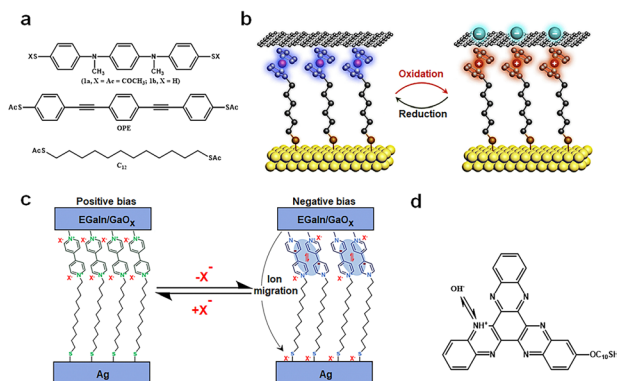 a
XS
N
N
SX
CH₃
CH₃
(1a, X = Ac = COCH₃; 1b, X = H)
AcS
SAc
OPE
AcS
SAc
C₁₂
b
Oxidation
Reduction
c
Positive bias
Negative bias
EGaIn/GaOₓ
EGaIn/GaOₓ
-X⁻
+X⁻
Ion
migration
Ag
Ag
d
OH⁻
NH⁺
N
N
N
N
N
OC₁₀SH